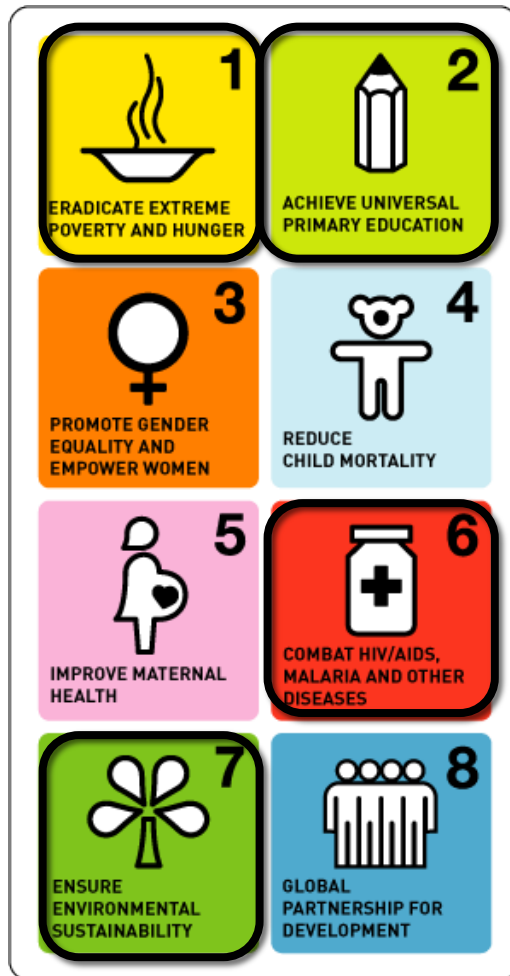 1
ERADICATE EXTREME
POVERTY AND HUNGER
2
ACHIEVE UNIVERSAL
PRIMARY EDUCATION
3
PROMOTE GENDER
EQUALITY AND
EMPOWER WOMEN
4
REDUCE
CHILD MORTALITY
5
IMPROVE MATERNAL
HEALTH
6
COMBAT HIV/AIDS,
MALARIA AND OTHER
DISEASES
7
ENSURE
ENVIRONMENTAL
SUSTAINABILITY
8
GLOBAL
PARTNERSHIP FOR
DEVELOPMENT